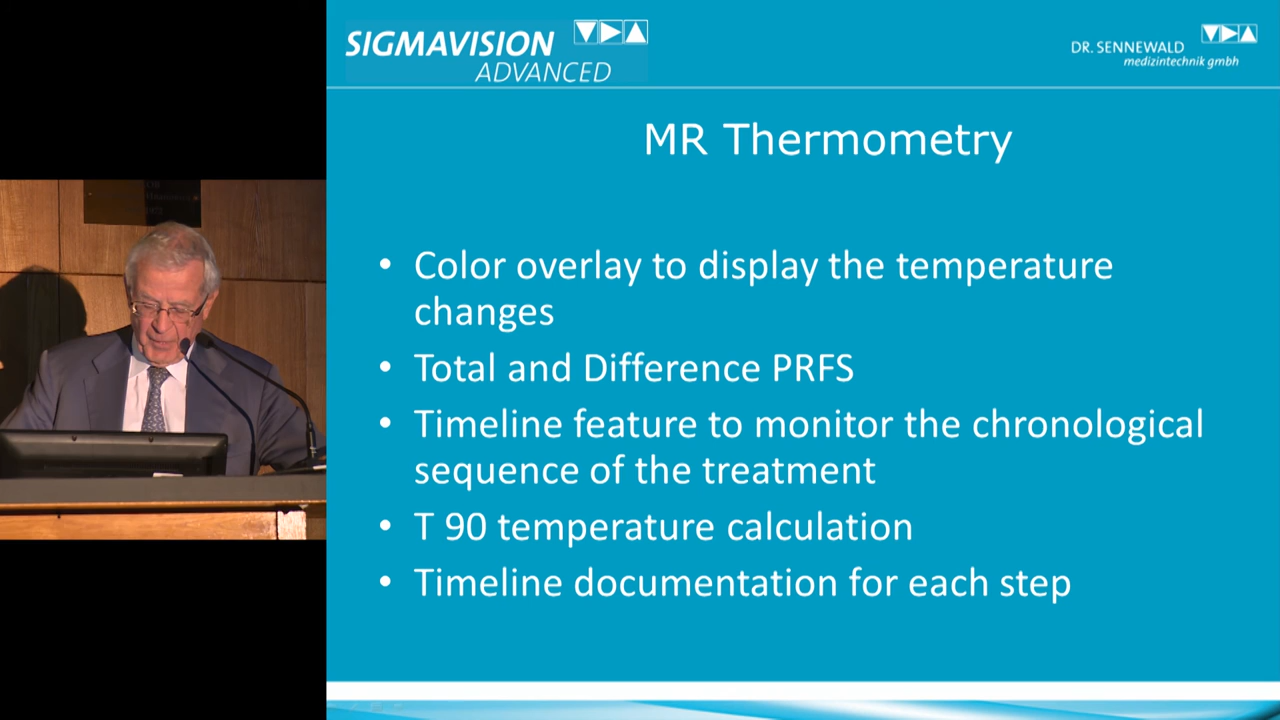 SIGMAVISION
ADVANCED
DR. SENNEWALD
medizintechnik gmbh
MR Thermometry
• Color overlay to display the temperature
changes
• Total and Difference PRFS
• Timeline feature to monitor the chronological
sequence of the treatment
• T 90 temperature calculation
• Timeline documentation for each step